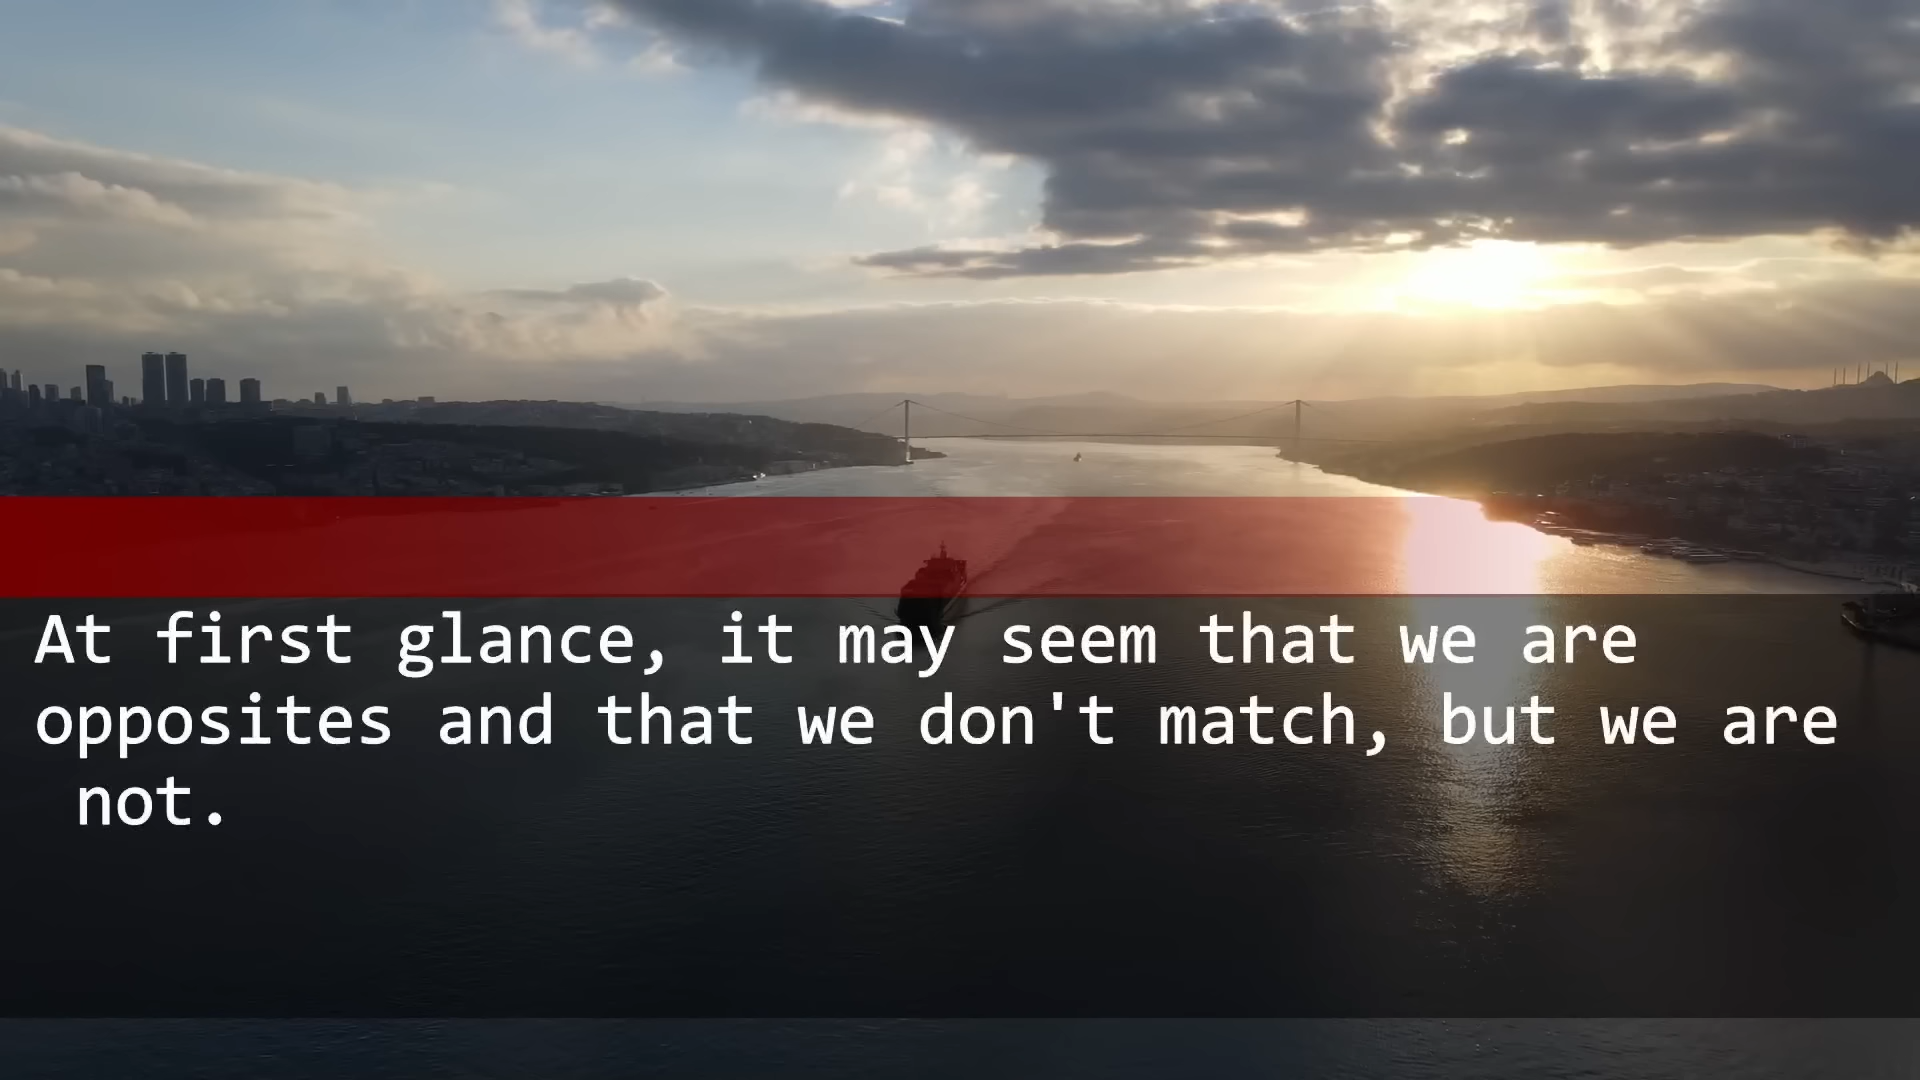 At first glance, it may seem that we are
opposites and that we don't match, but we are
not.